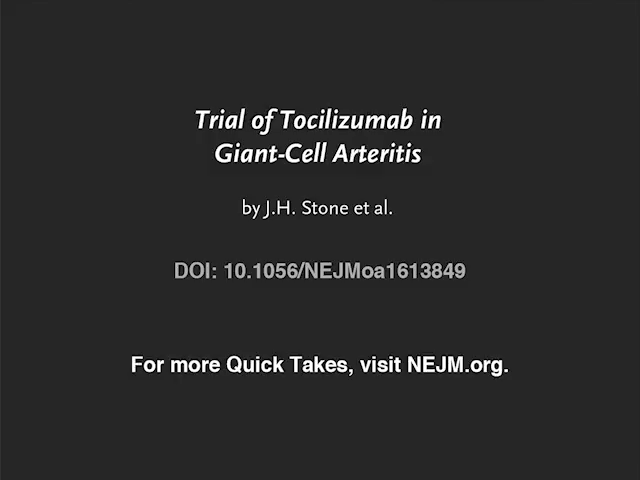 Trial of Tocilizumab in
Giant-Cell Arteritis
by J.H. Stone et al.
DOI: 10.1056/NEJMoa1613849
For more Quick Takes, visit NEJM.org.